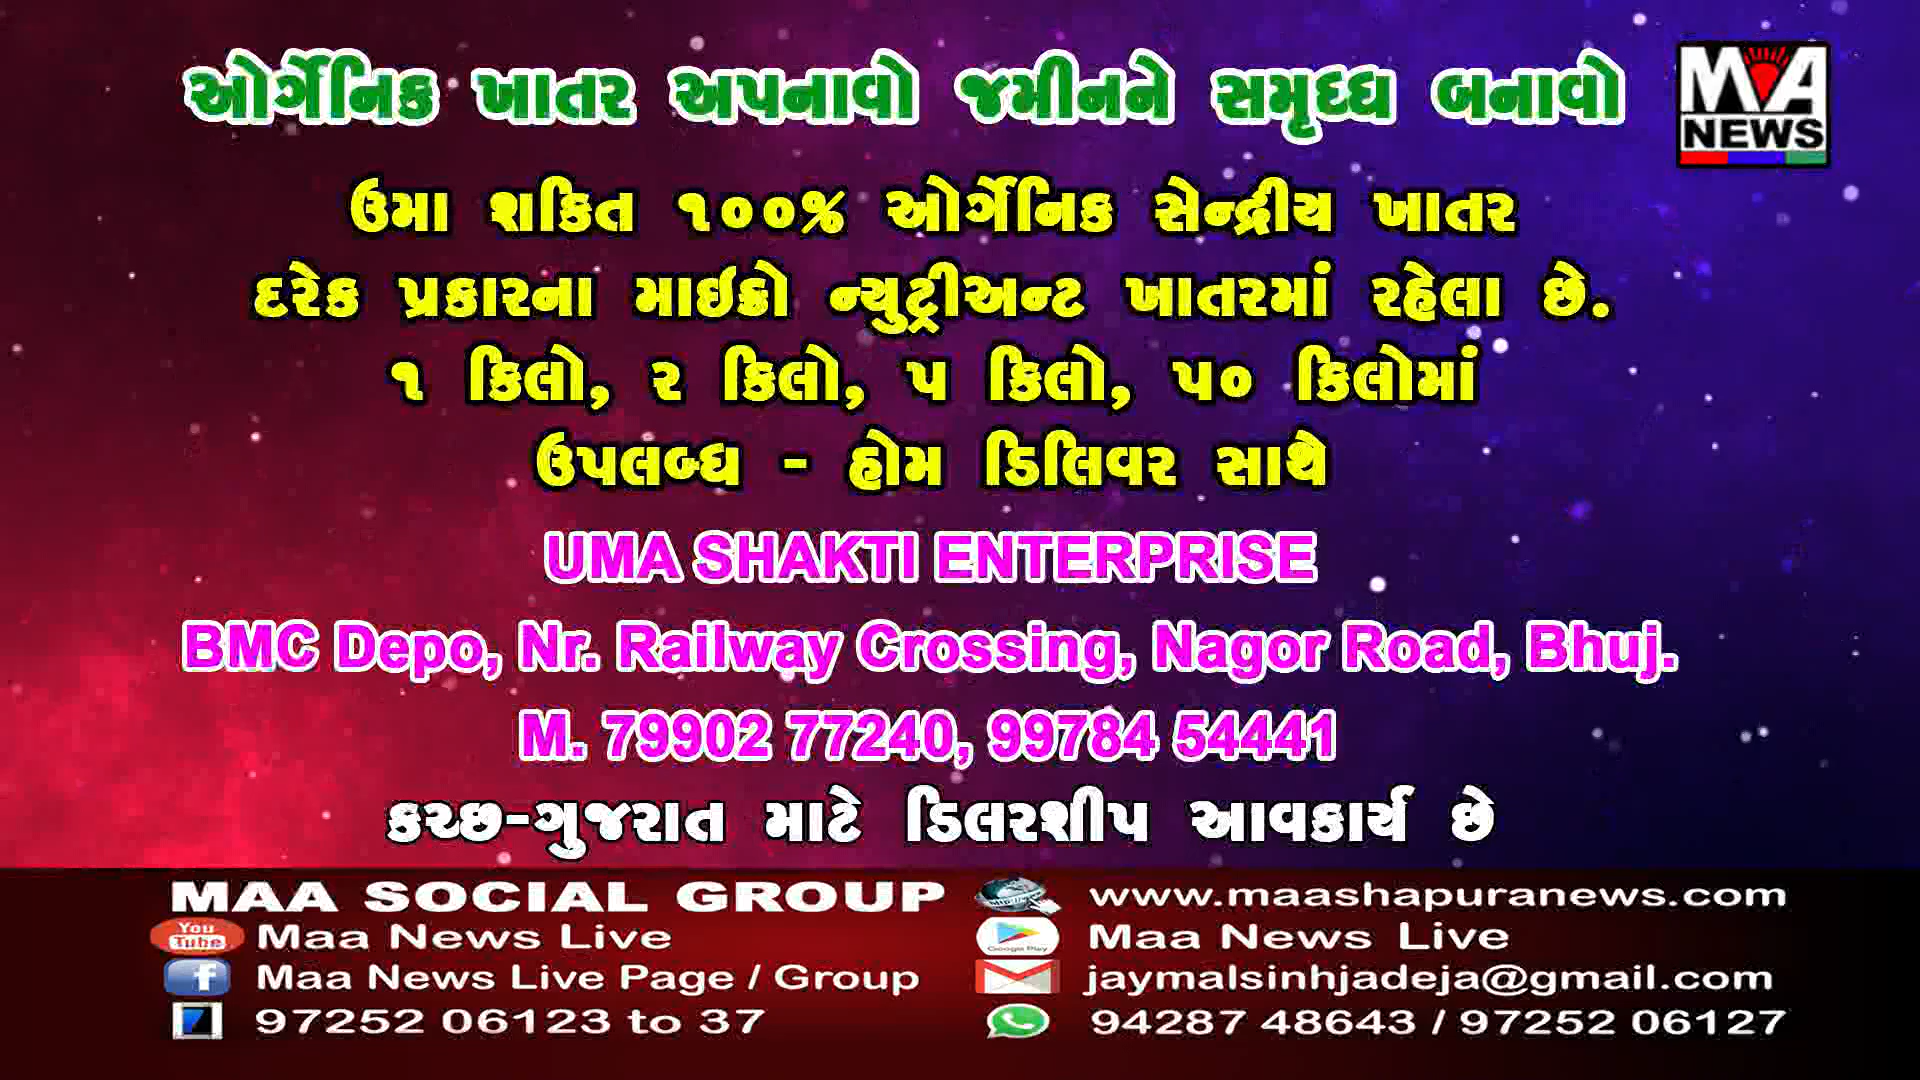 ઓર્ગેનિક ખાતર અપનાવો જમીનને સમૃધ્ધ બનાવો
MAA NEWS
ઉમા શકિત ૧૦૦% ઓર્ગેનિક સેન્દ્રીય ખાતર
દરેક પ્રકારના માઇક્રો ન્યુટ્રીઅન્ટ ખાતરમાં રહેલા છે.
૧ કિલો, ૨ કિલો, ૫ કિલો, ૫૦ કિલોમાં
ઉપલબ્ધ - હોમ ડિલિવર સાથે
UMA SHAKTI ENTERPRISE
BMC Depo, Nr. Railway Crossing, Nagor Road, Bhuj.
M. 79902 77240, 99784 54441
કચ્છ-ગુજરાત માટે ડિલરશીપ આવકાર્ય છે
MAA SOCIAL GROUP
You Tube Maa News Live
Maa News Live Page / Group
97252 06123 to 37
www.maashapuranews.com
Google Play Maa News Live
jaymalsinhjadeja@gmail.com
94287 48643 / 97252 06127